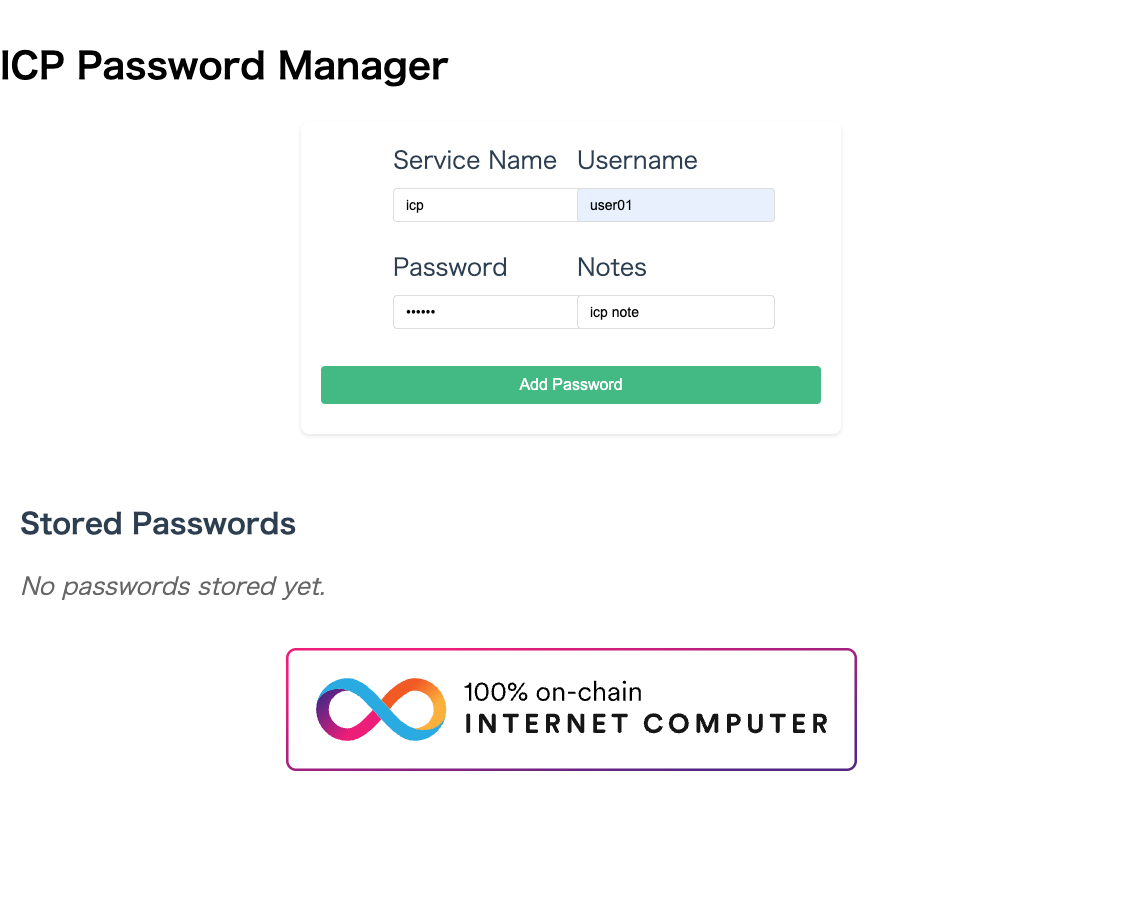 ICP Password Manager
Service Name Username
icp user01
Password Notes
•••••• icp note
Add Password
Stored Passwords
No passwords stored yet.
100% on-chain
INTERNET COMPUTER